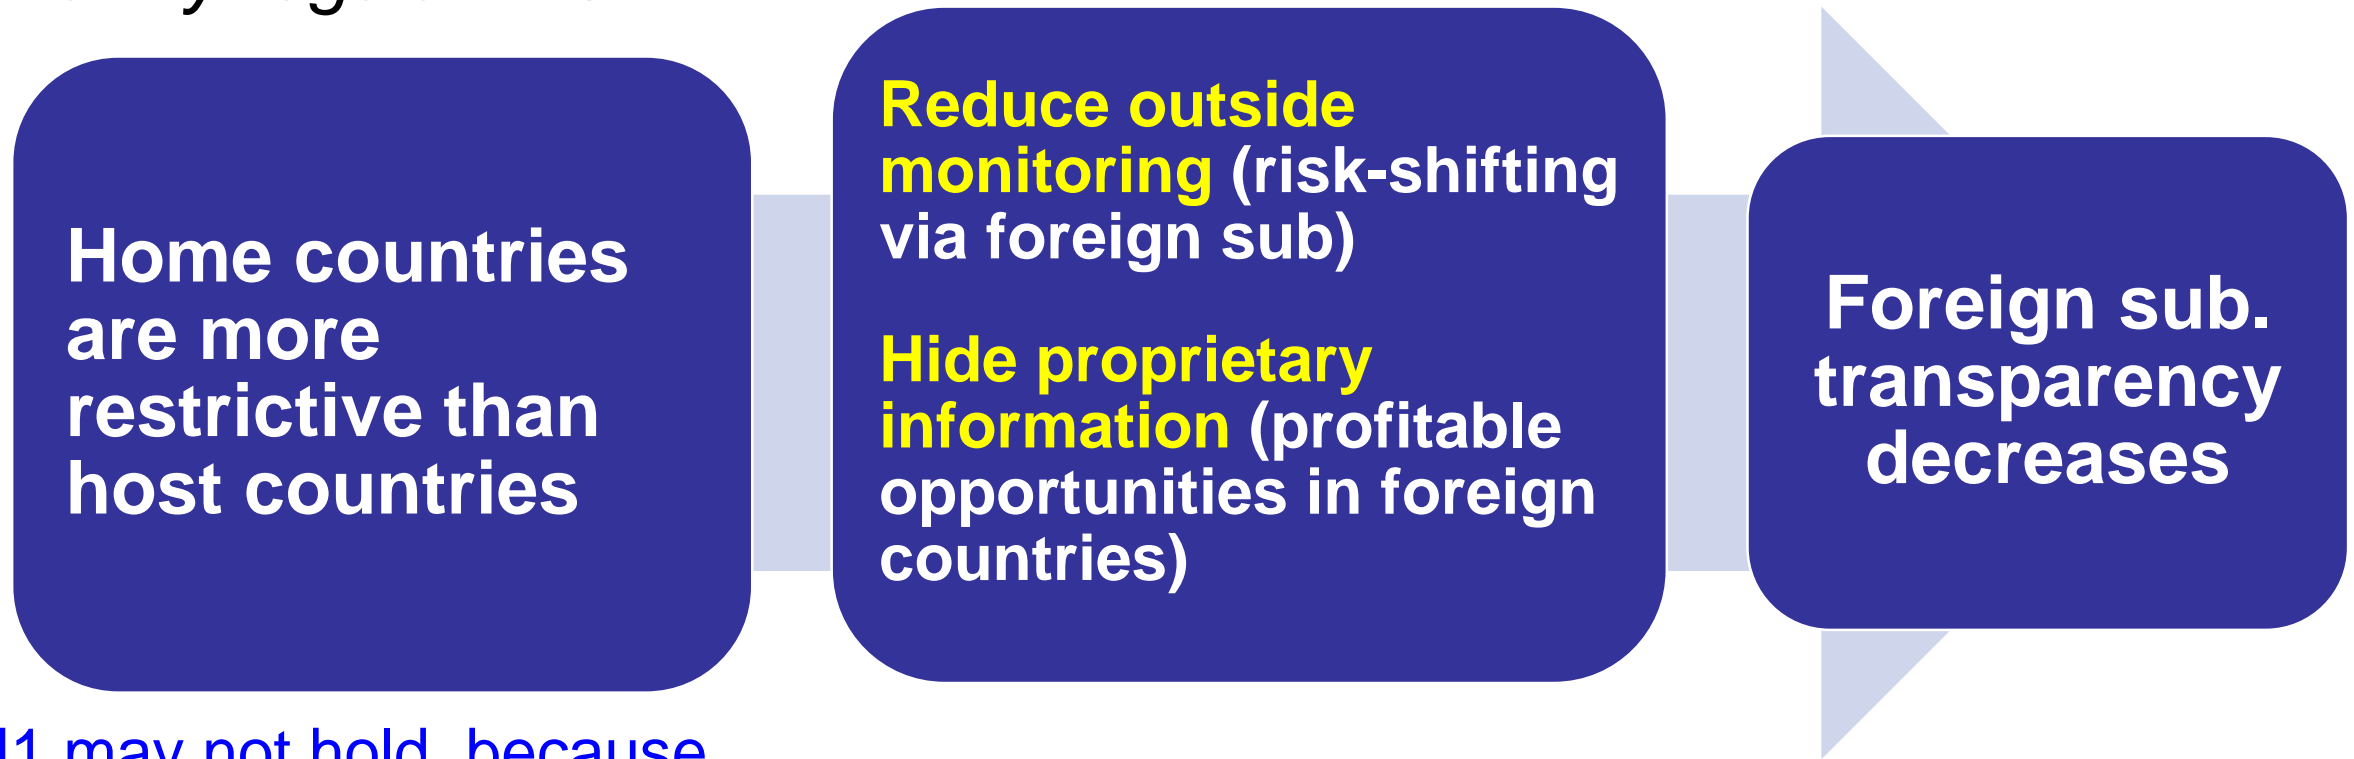 Home countries
are more
restrictive than
host countries
Reduce outside
monitoring (risk-shifting
via foreign sub)
Hide proprietary
information (profitable
opportunities in foreign
countries)
Foreign sub.
transparency
decreases
may not hold, because